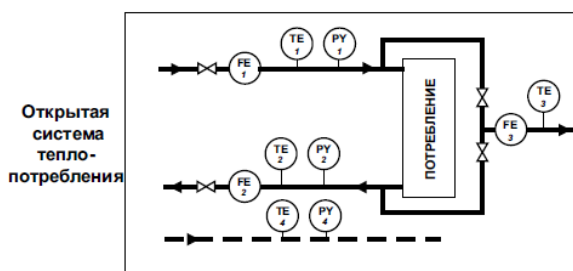 Открытая
система
тепло-
потребления
TE
1
PY
1
FE
1
TE
3
FE
3
ПОТРЕБЛЕНИЕ
TE
2
PY
2
FE
2
TE
4
PY
4